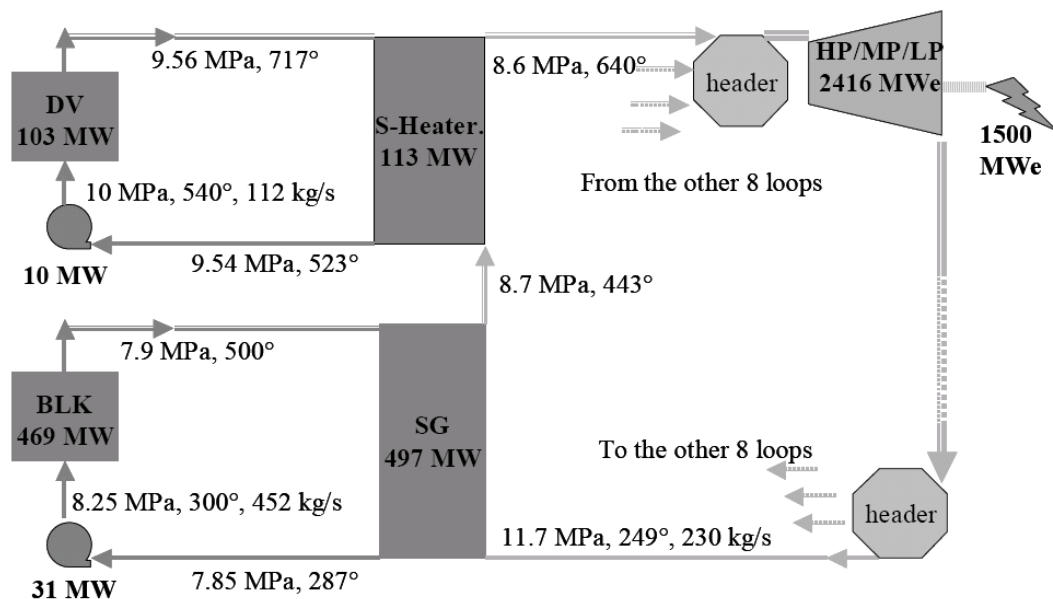 9.56 MPa, 717°
DV
103 MW
10 MPa, 540°, 112 kg/s
10 MW
9.54 MPa, 523°
S-Heater.
113 MW
8.6 MPa, 640°
header
HP/MP/LP
2416 MWe
1500
MWe
From the other 8 loops
8.7 MPa, 443°
7.9 MPa, 500°
BLK
469 MW
8.25 MPa, 300°, 452 kg/s
31 MW
7.85 MPa, 287°
SG
497 MW
To the other 8 loops
header
11.7 MPa, 249°, 230 kg/s